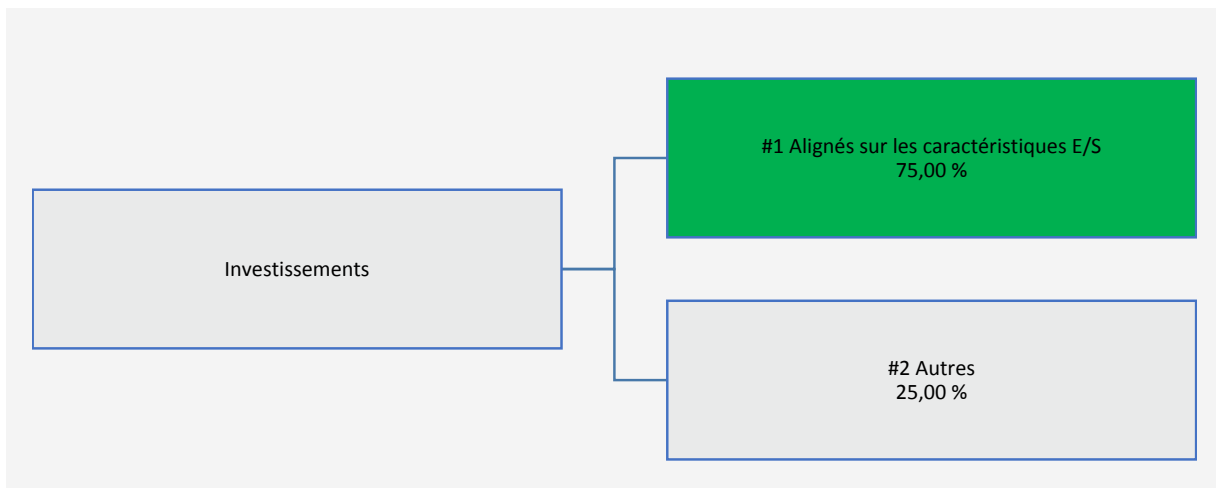 #1 Alignés sur les caractéristiques E/S
75,00 %
Investissements
#2 Autres
25,00 %